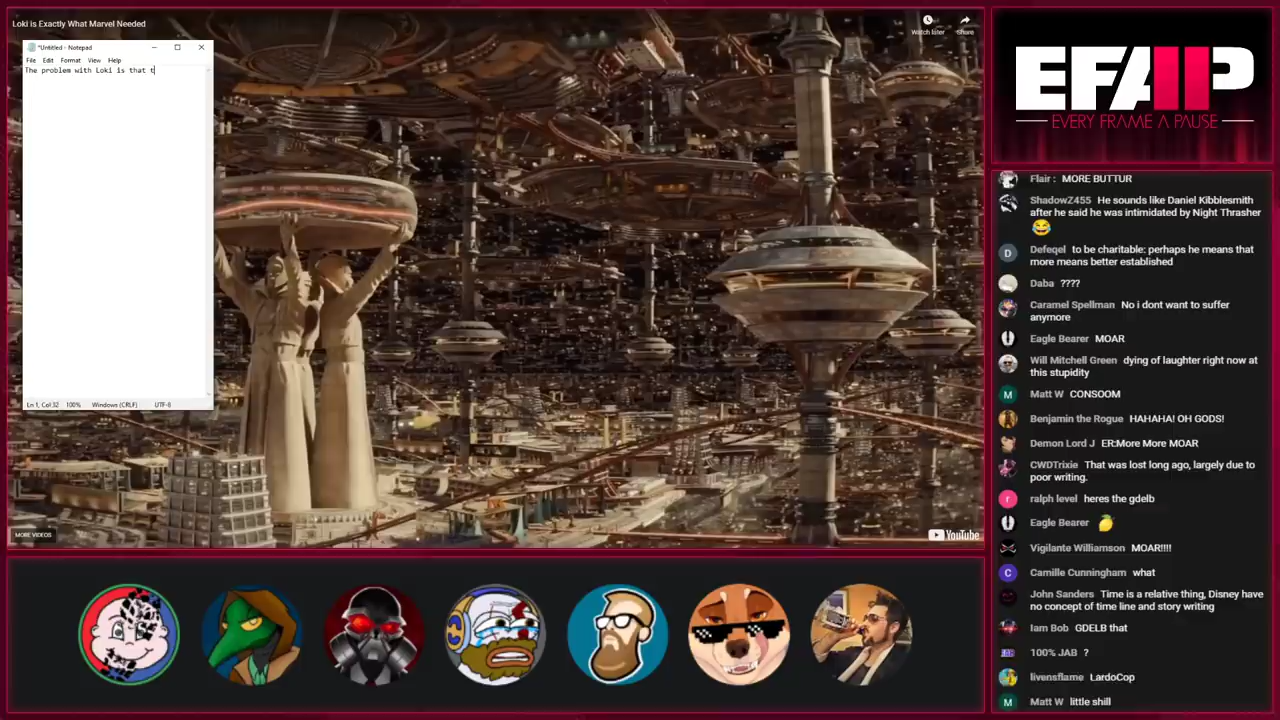 Loki is Exactly What Marvel Needed
Watch later
Share
*Untitled - Notepad
File Edit Format View Help
The problem with Loki is that t
Ln 1, Col 32 100% Windows (CRLF) UTF-8
MORE VIDEOS
YouTube
EFAP
EVERY FRAME A PAUSE
Flair : MORE BUTTUR
ShadowZ455 He sounds like Daniel Kibblesmith
after he said he was intimidated by Night Thrasher
Defeqel to be charitable: perhaps he means that
more means better established
Daba ????
Caramel Spellman No i dont want to suffer
anymore
Eagle Bearer MOAR
Will Mitchell Green dying of laughter right now at
this stupidity
Matt W CONSOOM
Benjamin the Rogue HAHAHA! OH GODS!
Demon Lord J ER:More More MOAR
CWDTrixie That was lost long ago, largely due to
poor writing.
ralph level heres the gdelb
Eagle Bearer
Vigilante Williamson MOAR!!!!
Camille Cunningham what
John Sanders Time is a relative thing, Disney have
no concept of time line and story writing
Iam Bob GDELB that
100% JAB ?
livensflame LardoCop
Matt W little shill